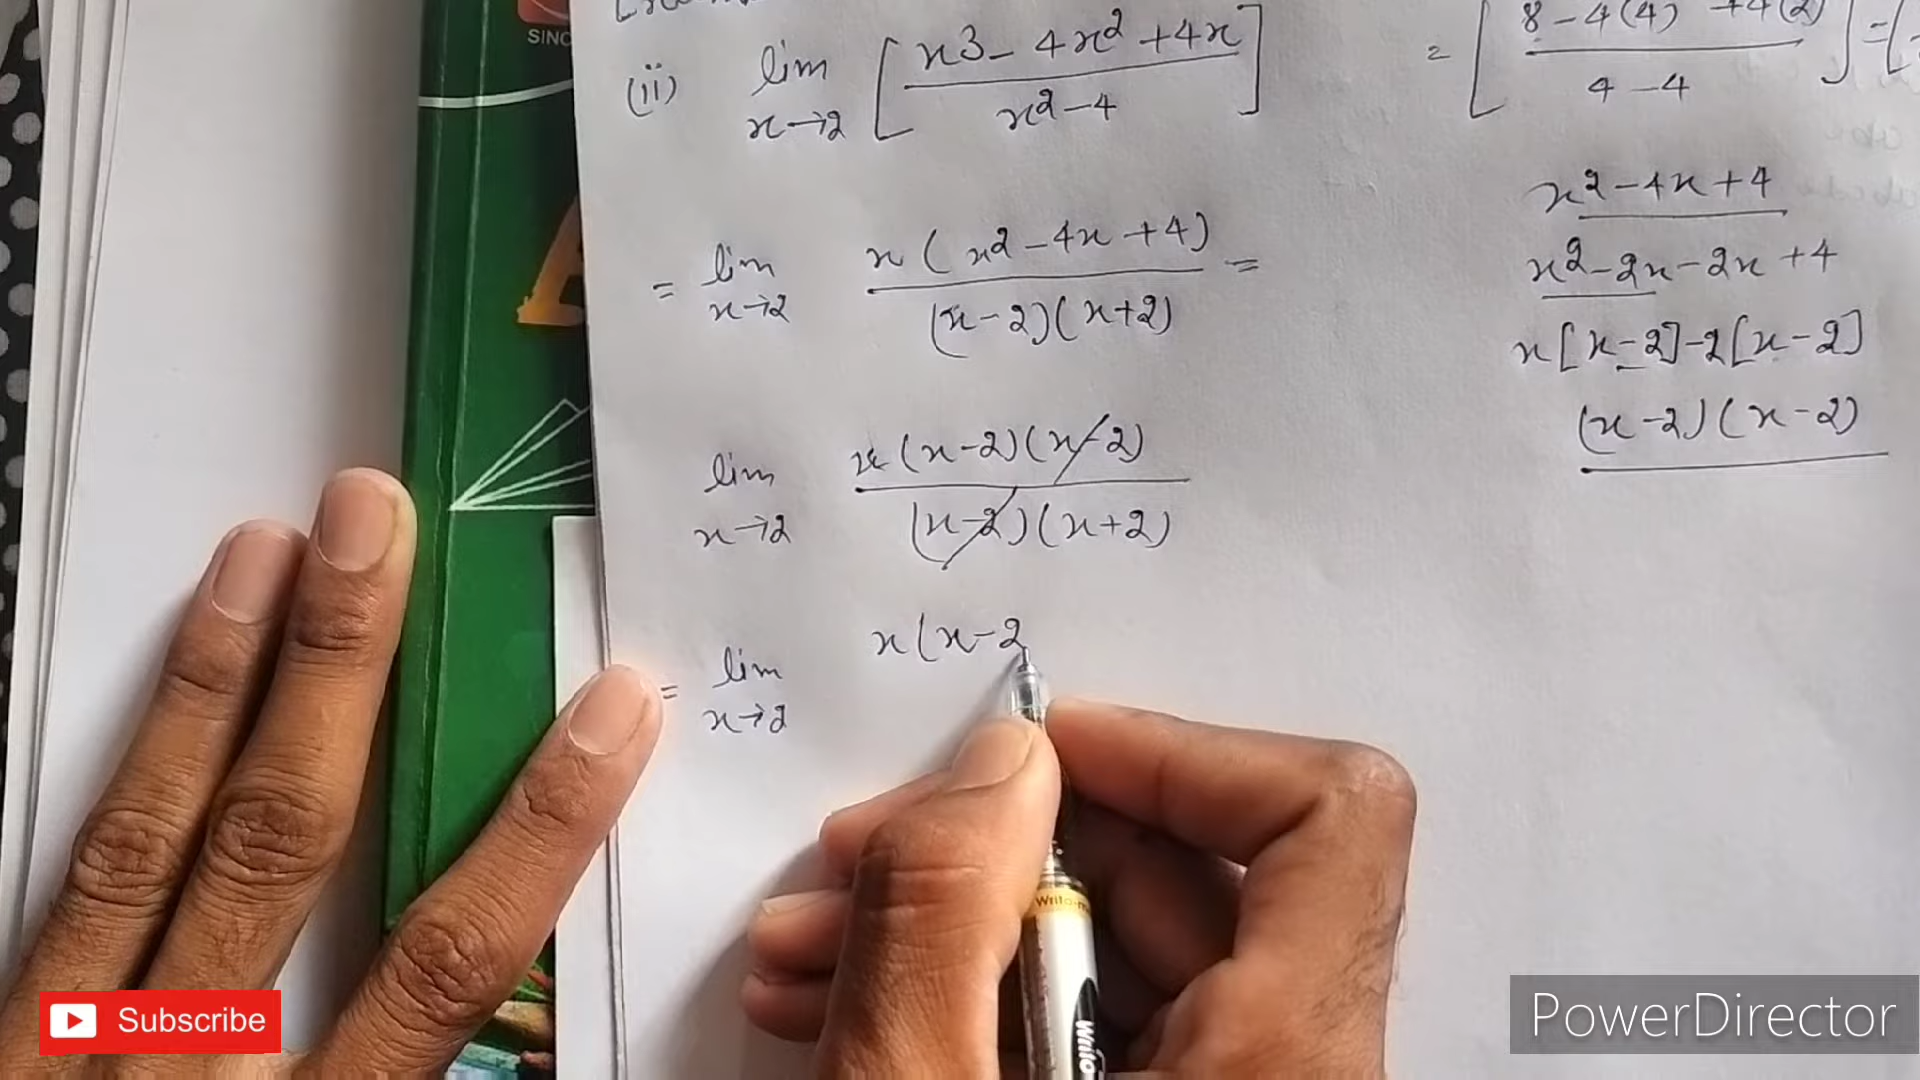 SINC
(ii) lim x→2 [ x3 - 4x² + 4x / x² - 4 ]
= [ 8 - 4(4) + 4(2) / 4 - 4 ] =
= lim x→2 x ( x² - 4x + 4 ) / (x - 2)(x + 2) =
lim x→2 x (x - 2)(x - 2) / (x - 2)(x + 2)
= lim x→2 x(x - 2
x² - 4x + 4
x² - 2x - 2x + 4
x[x - 2] - 2[x - 2]
(x - 2)(x - 2)
Subscribe
PowerDirector